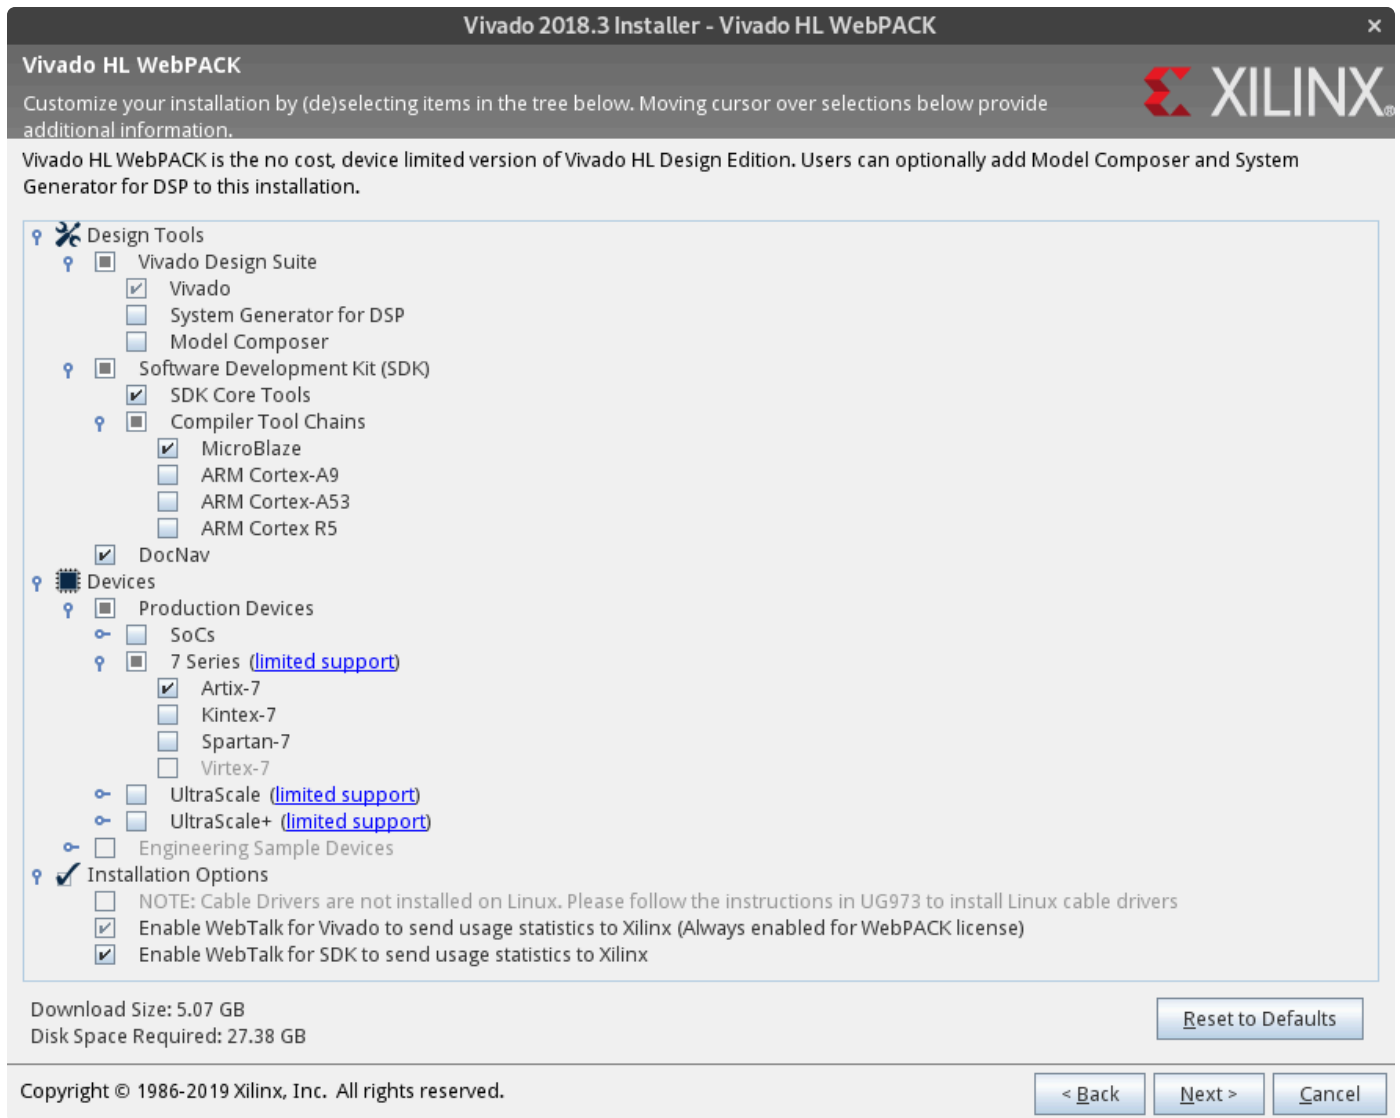 Vivado 2018.3 Installer - Vivado HL WebPACK
Vivado HL WebPACK
Customize your installation by (de)selecting items in the tree below. Moving cursor over selections below provide
additional information.
XILINX®
Vivado HL WebPACK is the no cost, device limited version of Vivado HL Design Edition. Users can optionally add Model Composer and System
Generator for DSP to this installation.
Design Tools
Vivado Design Suite
Vivado
System Generator for DSP
Model Composer
Software Development Kit (SDK)
SDK Core Tools
Compiler Tool Chains
MicroBlaze
ARM Cortex-A9
ARM Cortex-A53
ARM Cortex R5
DocNav
Devices
Production Devices
SoCs
7 Series (limited support)
Artix-7
Kintex-7
Spartan-7
Virtex-7
UltraScale (limited support)
UltraScale+ (limited support)
Engineering Sample Devices
Installation Options
NOTE: Cable Drivers are not installed on Linux. Please follow the instructions in UG973 to install Linux cable drivers
Enable WebTalk for Vivado to send usage statistics to Xilinx (Always enabled for WebPACK license)
Enable WebTalk for SDK to send usage statistics to Xilinx
Download Size: 5.07 GB
Disk Space Required: 27.38 GB
Reset to Defaults
Copyright © 1986-2019 Xilinx, Inc. All rights reserved.
< Back
Next >
Cancel